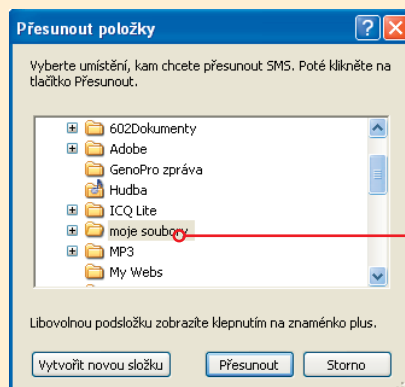 Přesunout položky
Vyberte umístění, kam chcete přesunout SMS. Poté klikněte na
tlačítko Přesunout.
602Dokumenty
Adobe
GenoPro zpráva
Hudba
ICQ Lite
moje soubory
MP3
My Webs
Libovolnou podsložku zobrazíte klepnutím na znaménko plus.
Vytvořit novou složku
Přesunout
Storno